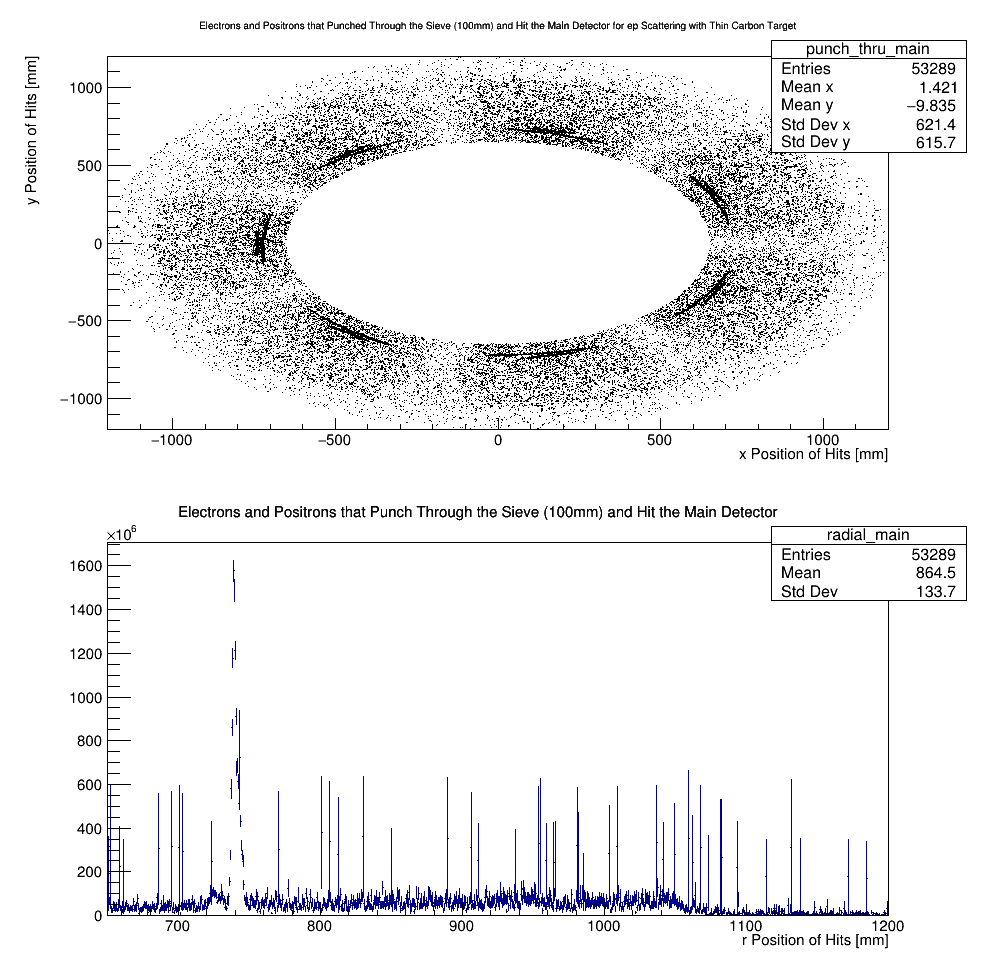 Electrons and Positrons that Punched Through the Sieve (100mm) and Hit the Main Detector for ep Scattering with Thin Carbon Target
punch_thru_main
Entries 53289
Mean x 1.421
Mean y −9.835
Std Dev x 621.4
Std Dev y 615.7
y Position of Hits [mm]
1000
500
0
−500
−1000
−1000 −500 0 500 1000
x Position of Hits [mm]
Electrons and Positrons that Punch Through the Sieve (100mm) and Hit the Main Detector
radial_main
Entries 53289
Mean 864.5
Std Dev 133.7
×10⁶
1600
1400
1200
1000
800
600
400
200
0
700 800 900 1000 1100 1200
r Position of Hits [mm]